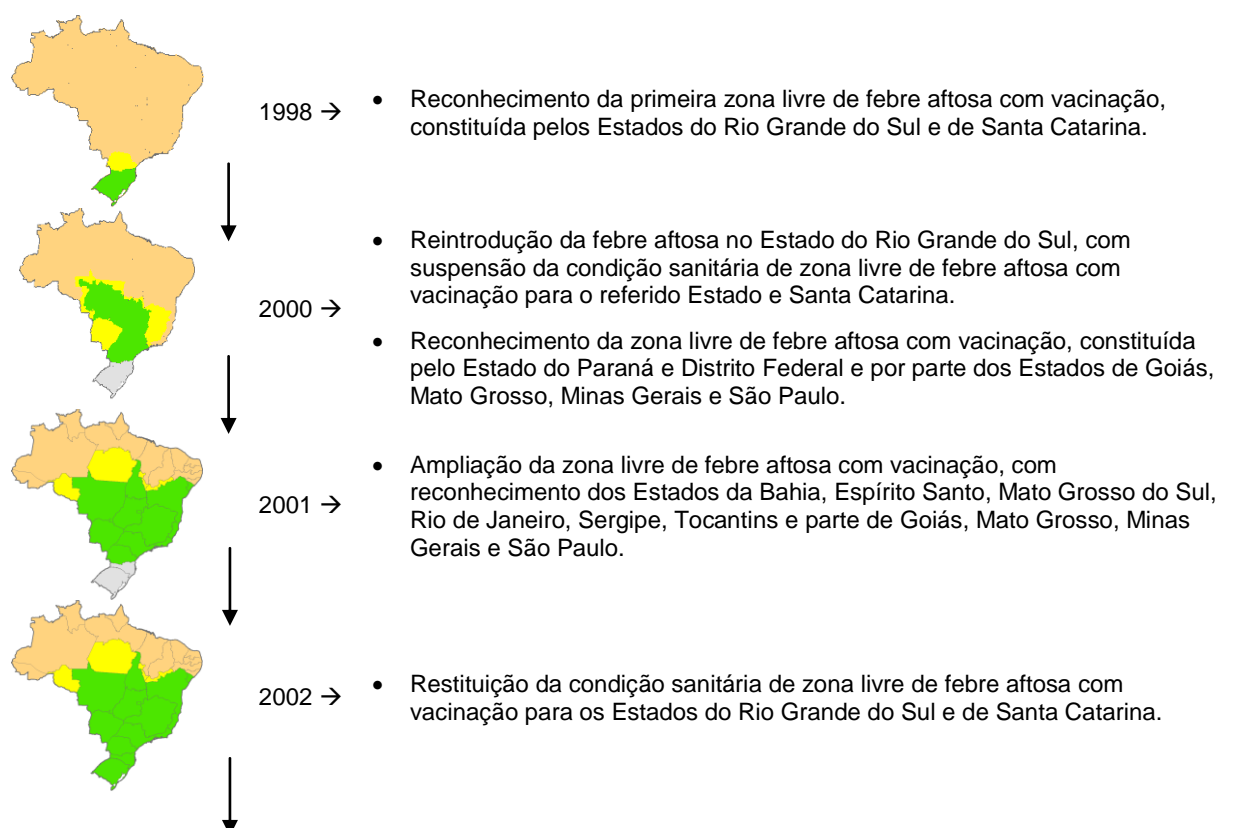 1998 →
• Reconhecimento da primeira zona livre de febre aftosa com vacinação,
constituída pelos Estados do Rio Grande do Sul e de Santa Catarina.
2000 →
• Reintrodução da febre aftosa no Estado do Rio Grande do Sul, com
suspensão da condição sanitária de zona livre de febre aftosa com
vacinação para o referido Estado e Santa Catarina.
• Reconhecimento da zona livre de febre aftosa com vacinação, constituída
pelo Estado do Paraná e Distrito Federal e por parte dos Estados de Goiás,
Mato Grosso, Minas Gerais e São Paulo.
2001 →
• Ampliação da zona livre de febre aftosa com vacinação, com
reconhecimento dos Estados da Bahia, Espírito Santo, Mato Grosso do Sul,
Rio de Janeiro, Sergipe, Tocantins e parte de Goiás, Mato Grosso, Minas
Gerais e São Paulo.
2002 →
• Restituição da condição sanitária de zona livre de febre aftosa com
vacinação para os Estados do Rio Grande do Sul e de Santa Catarina.